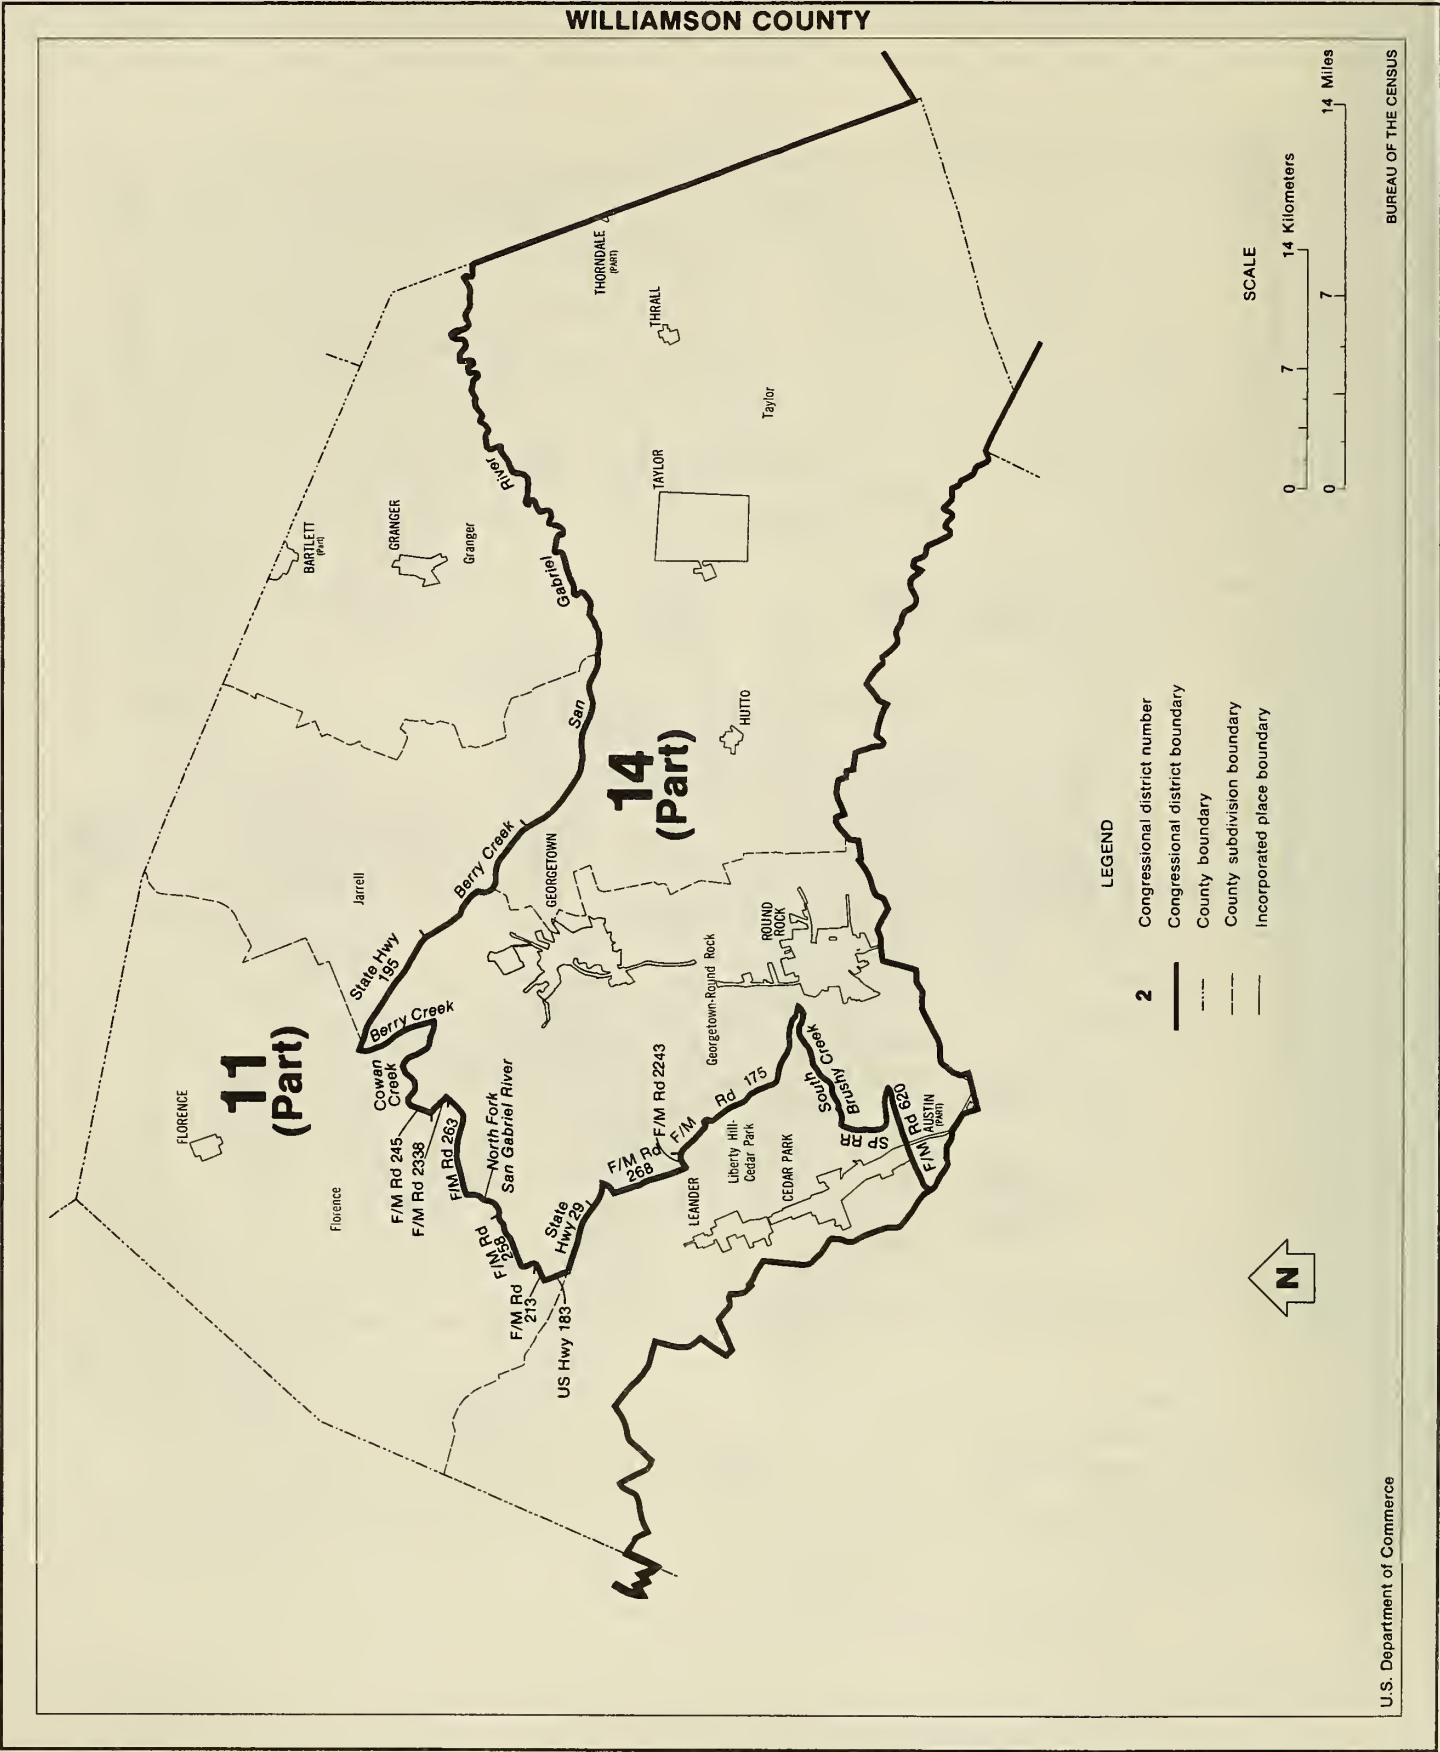 WILLIAMSON COUNTY
11
(Part)
14
(Part)
FLORENCE
Florence
Jarrell
BARTLETT
(Part)
GRANGER
Granger
THORNDALE
(PART)
THRALL
Taylor
TAYLOR
HUTTO
GEORGETOWN
Georgetown-Round Rock
ROUND
ROCK
Liberty Hill-
Cedar Park
CEDAR PARK
LEANDER
AUSTIN
(PART)
San
Gabriel
River
Berry Creek
State Hwy
195
Berry Creek
Cowan
Creek
F/M Rd 245
F/M Rd 2338
F/M Rd 263
North Fork
San Gabriel River
F/M Rd
258
F/M Rd
213
US Hwy 183
State
Hwy 29
F/M Rd
268
F/M Rd 2243
F/M Rd 175
South
Brushy Creek
SP RR
F/M Rd 620
LEGEND
2 Congressional district number
Congressional district boundary
County boundary
County subdivision boundary
Incorporated place boundary
SCALE
0 7 14 Kilometers
0 7 14 Miles
N
U.S. Department of Commerce
BUREAU OF THE CENSUS